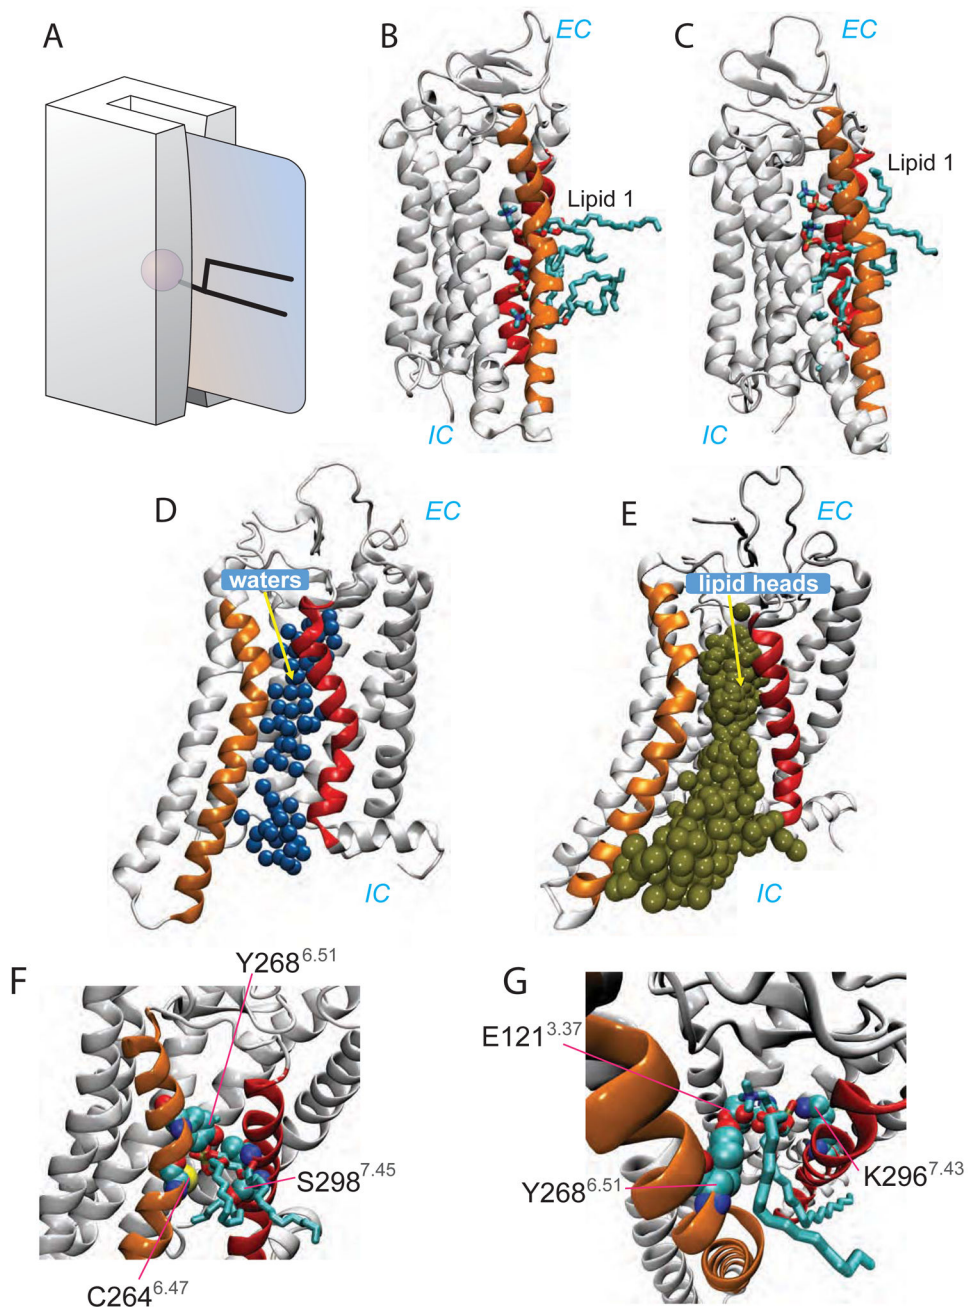 A
B
EC
C
EC
Lipid 1
Lipid 1
IC
IC
D
EC
E
EC
waters
lipid heads
IC
IC
F
Y268^6.51
G
E121^3.37
S298^7.45
Y268^6.51
K296^7.43
C264^6.47